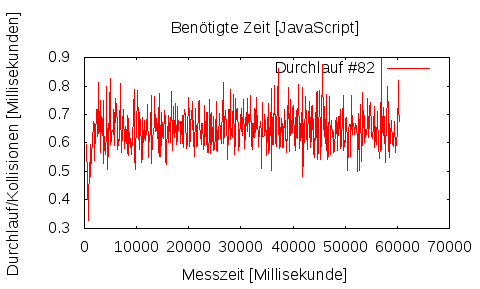 Benötigte Zeit [JavaScript]
Durchlauf/Kollisionen [Millisekunden]
Durchlauf #82
0.9
0.8
0.7
0.6
0.5
0.4
0.3
0 10000 20000 30000 40000 50000 60000 70000
Messzeit [Millisekunde]